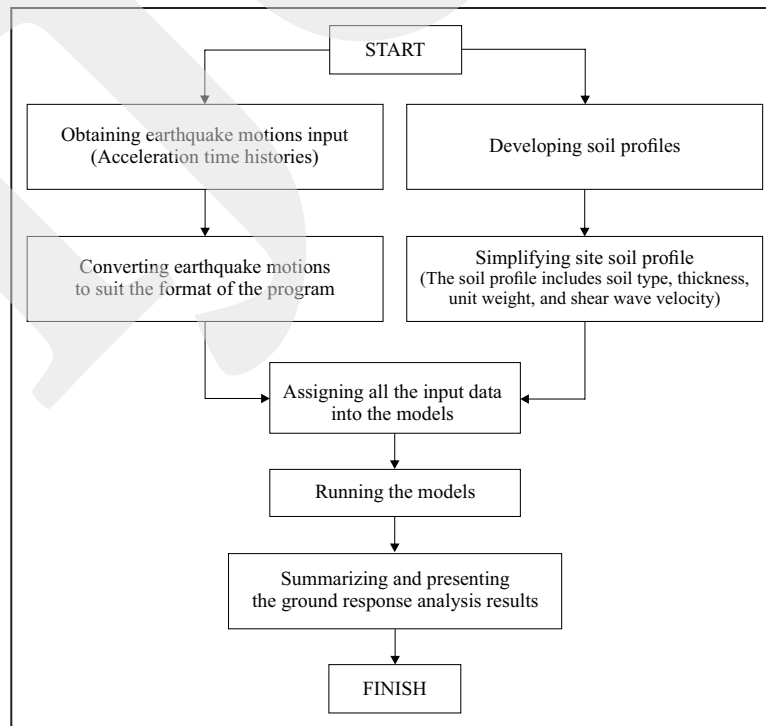 START
Obtaining earthquake motions input
(Acceleration time histories)
Developing soil profiles
Converting earthquake motions
to suit the format of the program
Simplifying site soil profile
(The soil profile includes soil type, thickness,
unit weight, and shear wave velocity)
Assigning all the input data
into the models
Running the models
Summarizing and presenting
the ground response analysis results
FINISH